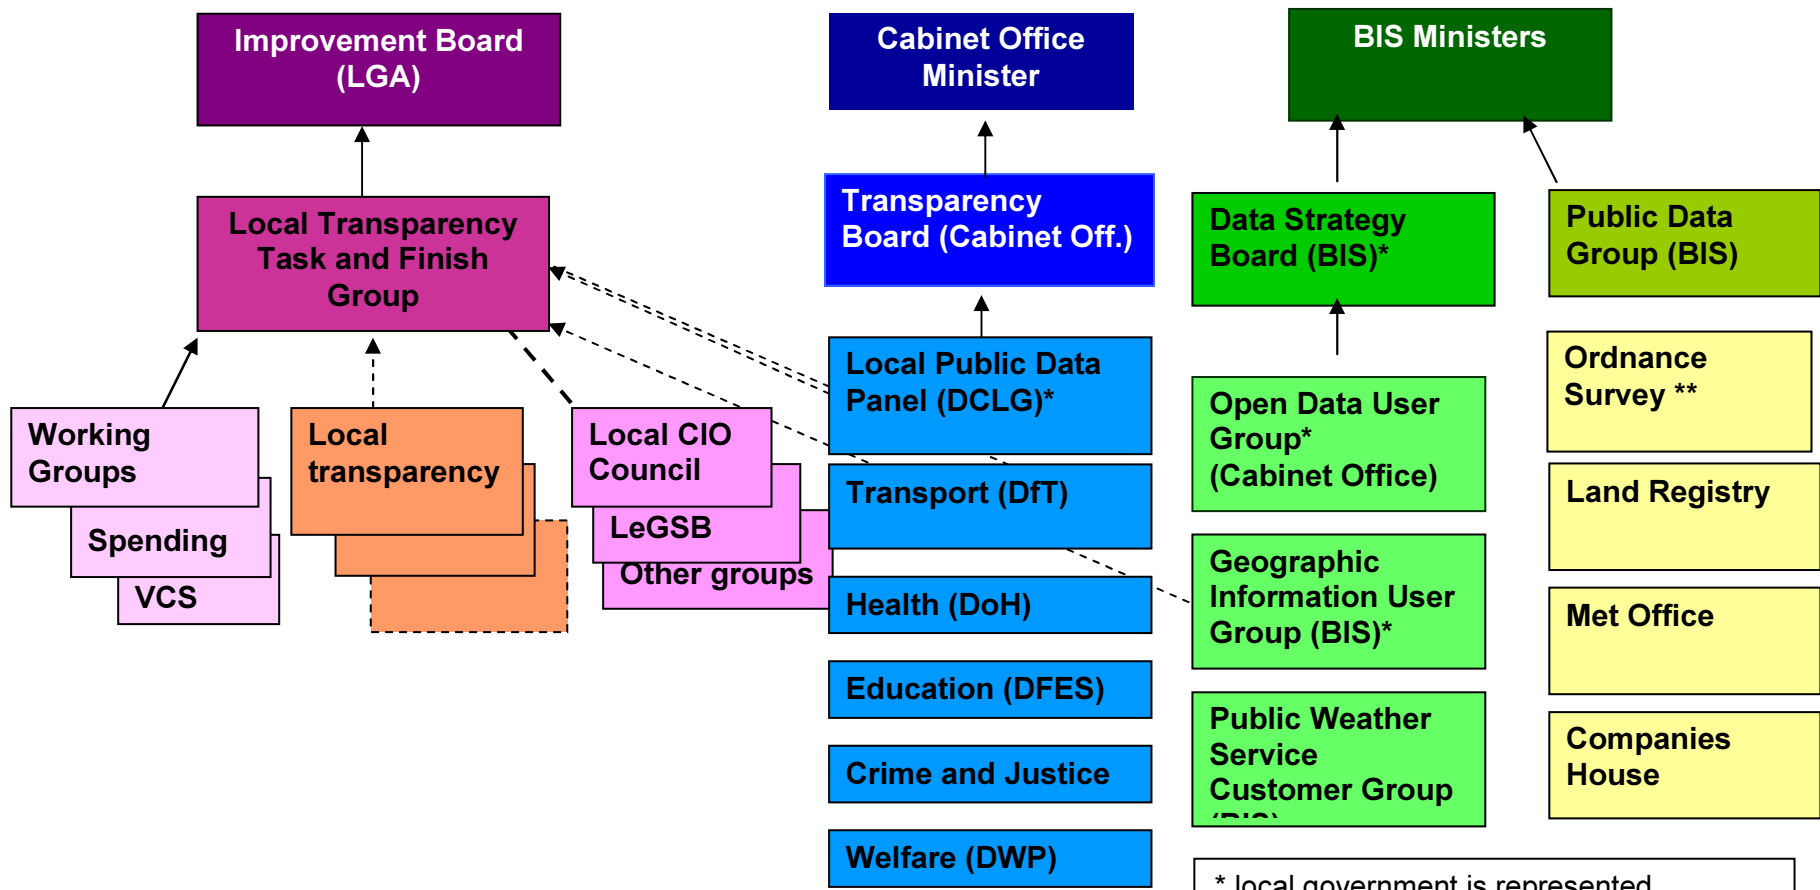 Improvement Board
(LGA)
Cabinet Office
Minister
BIS Ministers
Local Transparency
Task and Finish
Group
Transparency
Board (Cabinet Off.)
Data Strategy
Board (BIS)*
Public Data
Group (BIS)
Working
Groups
Spending
VCS
Local
transparency
Local CIO
Council
LeGSB
Other groups
Local Public Data
Panel (DCLG)*
Transport (DfT)
Health (DoH)
Education (DFES)
Crime and Justice
Welfare (DWP)
Open Data User
Group*
(Cabinet Office)
Geographic
Information User
Group (BIS)*
Public Weather
Service
Customer Group
(BIS)
Ordnance
Survey **
Land Registry
Met Office
Companies
House
* local government is represented